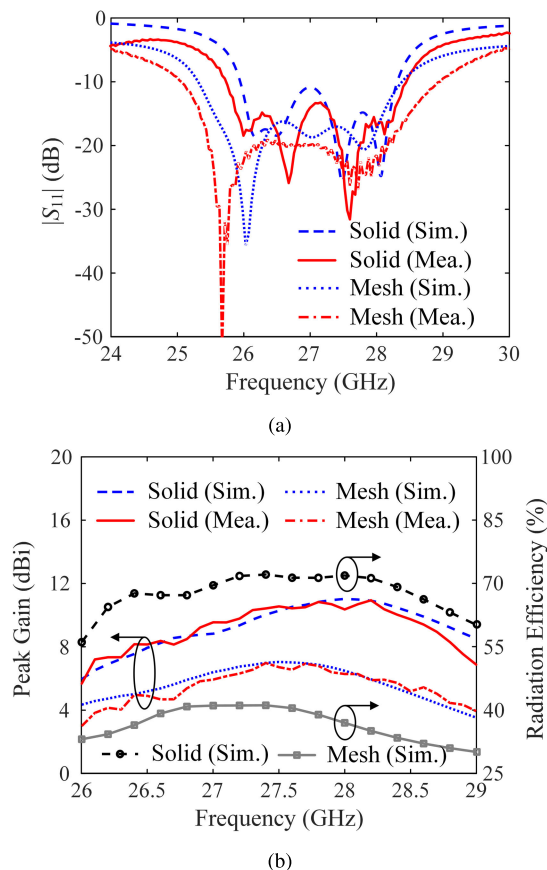 0
-10
-20
-30
-40
-50
|S11| (dB)
Solid (Sim.)
Solid (Mea.)
Mesh (Sim.)
Mesh (Mea.)
24 25 26 27 28 29 30
Frequency (GHz)
(a)
20
16
12
8
4
0
Peak Gain (dBi)
100
85
70
55
40
25
Radiation Efficiency (%)
Solid (Sim.) Mesh (Sim.)
Solid (Mea.) Mesh (Mea.)
Solid (Sim.) Mesh (Sim.)
26 26.5 27 27.5 28 28.5 29
Frequency (GHz)
(b)